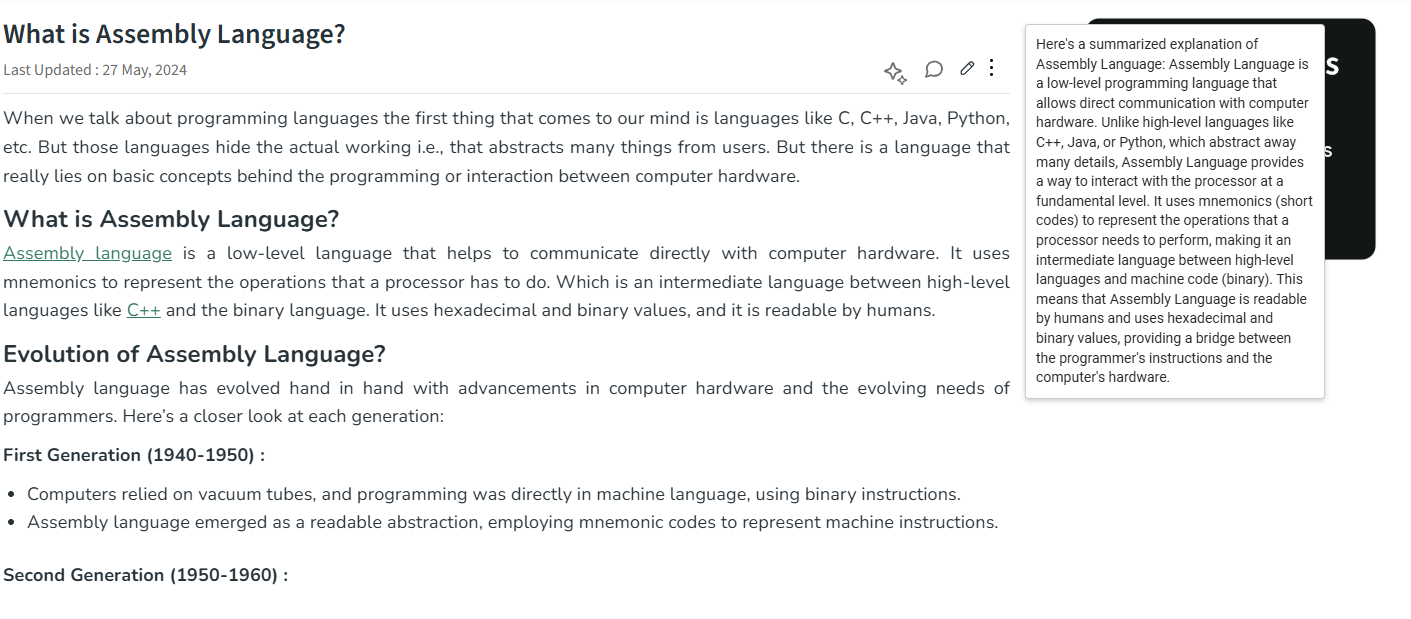 What is Assembly Language?
Last Updated : 27 May, 2024
When we talk about programming languages the first thing that comes to our mind is languages like C, C++, Java, Python,
etc. But those languages hide the actual working i.e., that abstracts many things from users. But there is a language that
really lies on basic concepts behind the programming or interaction between computer hardware.
What is Assembly Language?
Assembly language is a low-level language that helps to communicate directly with computer hardware. It uses
mnemonics to represent the operations that a processor has to do. Which is an intermediate language between high-level
languages like C++ and the binary language. It uses hexadecimal and binary values, and it is readable by humans.
Evolution of Assembly Language?
Assembly language has evolved hand in hand with advancements in computer hardware and the evolving needs of
programmers. Here’s a closer look at each generation:
First Generation (1940-1950) :
• Computers relied on vacuum tubes, and programming was directly in machine language, using binary instructions.
• Assembly language emerged as a readable abstraction, employing mnemonic codes to represent machine instructions.
Second Generation (1950-1960) :
Here's a summarized explanation of
Assembly Language: Assembly Language is
a low-level programming language that
allows direct communication with computer
hardware. Unlike high-level languages like
C++, Java, or Python, which abstract away
many details, Assembly Language provides
a way to interact with the processor at a
fundamental level. It uses mnemonics (short
codes) to represent the operations that a
processor needs to perform, making it an
intermediate language between high-level
languages and machine code (binary). This
means that Assembly Language is readable
by humans and uses hexadecimal and
binary values, providing a bridge between
the programmer's instructions and the
computer's hardware.